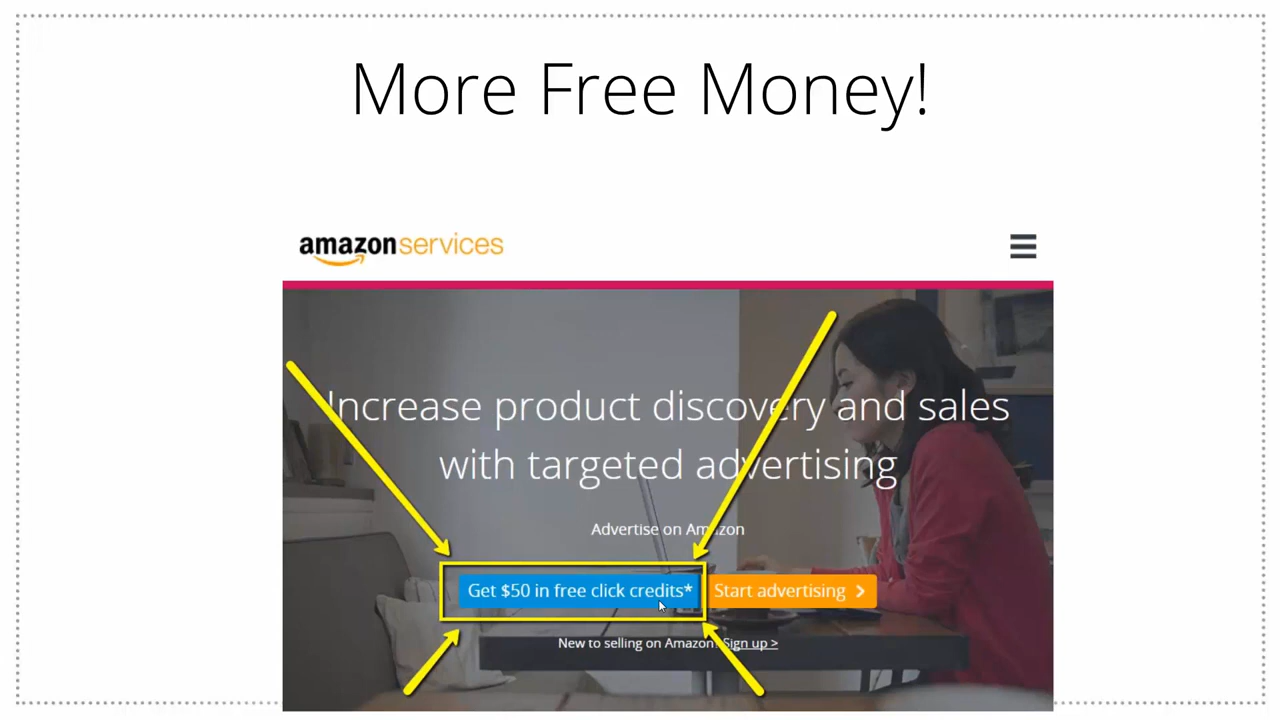 More Free Money!
amazonservices
Increase product discovery and sales
with targeted advertising
Advertise on Amazon
Get $50 in free click credits*
Start advertising >
New to selling on Amazon? Sign up >